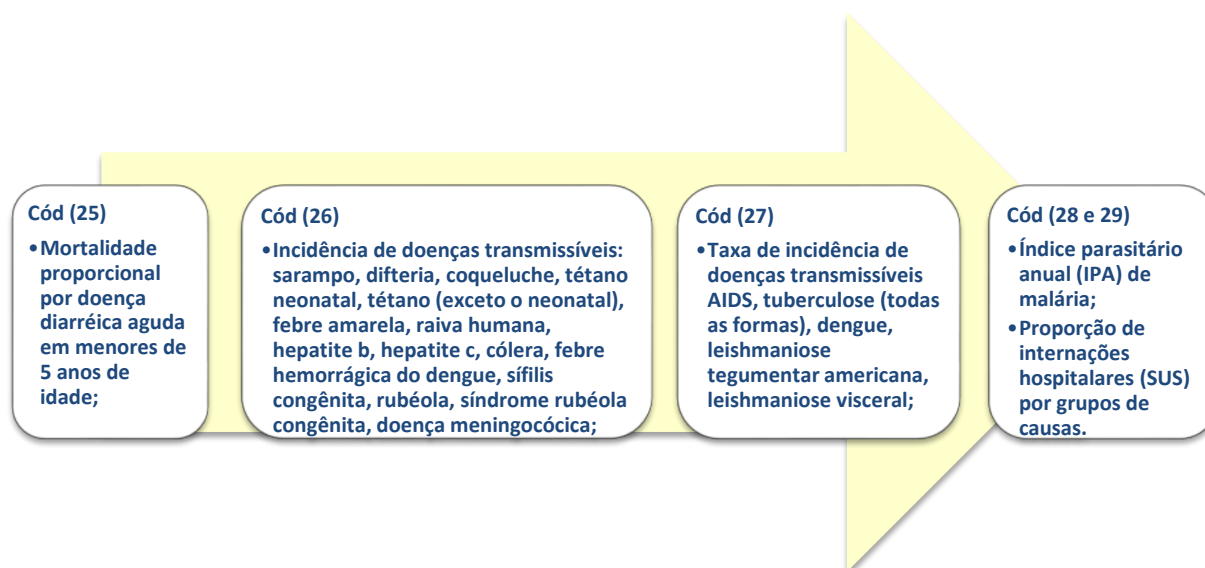 Cód (25)
•Mortalidade
proporcional
por doença
diarréica aguda
em menores de
5 anos de
idade;
Cód (26)
•Incidência de doenças transmissíveis:
sarampo, difteria, coqueluche, tétano
neonatal, tétano (exceto o neonatal),
febre amarela, raiva humana,
hepatite b, hepatite c, cólera, febre
hemorrágica do dengue, sífilis
congênita, rubéola, síndrome rubéola
congênita, doença meningocócica;
Cód (27)
•Taxa de incidência de
doenças transmissíveis
AIDS, tuberculose (todas
as formas), dengue,
leishmaniose
tegumentar americana,
leishmaniose visceral;
Cód (28 e 29)
•Índice parasitário
anual (IPA) de
malária;
•Proporção de
internações
hospitalares (SUS)
por grupos de
causas.